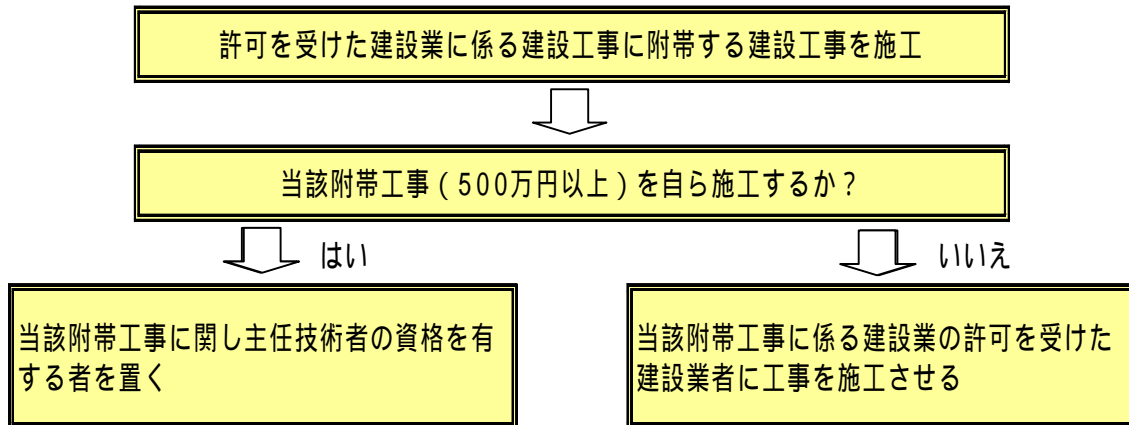 許可を受けた建設業に係る建設工事に附帯する建設工事を施工
当該附帯工事(500万円以上)を自ら施工するか?
はい
いいえ
当該附帯工事に関し主任技術者の資格を有
する者を置く
当該附帯工事に係る建設業の許可を受けた
建設業者に工事を施工させる